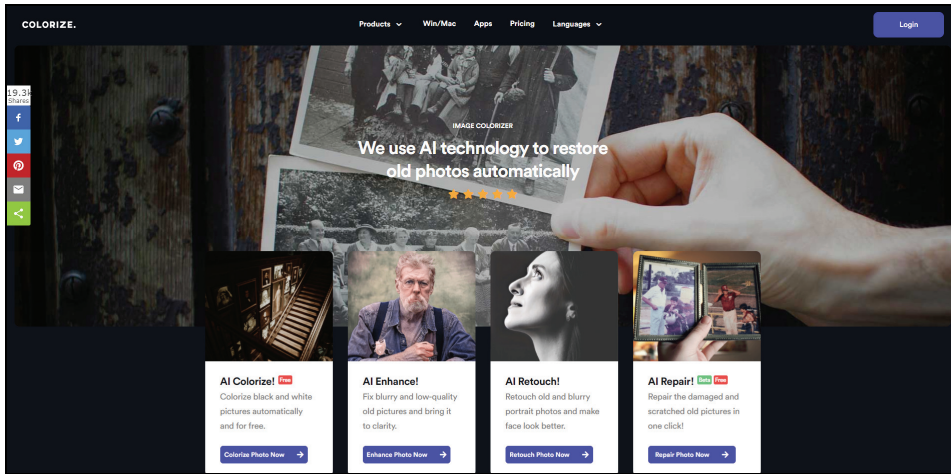 COLORIZE.
Products
Win/Mac
Apps
Pricing
Languages
Login
19.3k
Shares
IMAGE COLORIZER
We use AI technology to restore
old photos automatically
AI Colorize! Free
Colorize black and white
pictures automatically
and for free.
Colorize Photo Now
AI Enhance!
Fix blurry and low-quality
old pictures and bring it
to clarity.
Enhance Photo Now
AI Retouch!
Retouch old and blurry
portrait photos and make
face look better.
Retouch Photo Now
AI Repair! Beta Free
Repair the damaged and
scratched old pictures in
one click!
Repair Photo Now